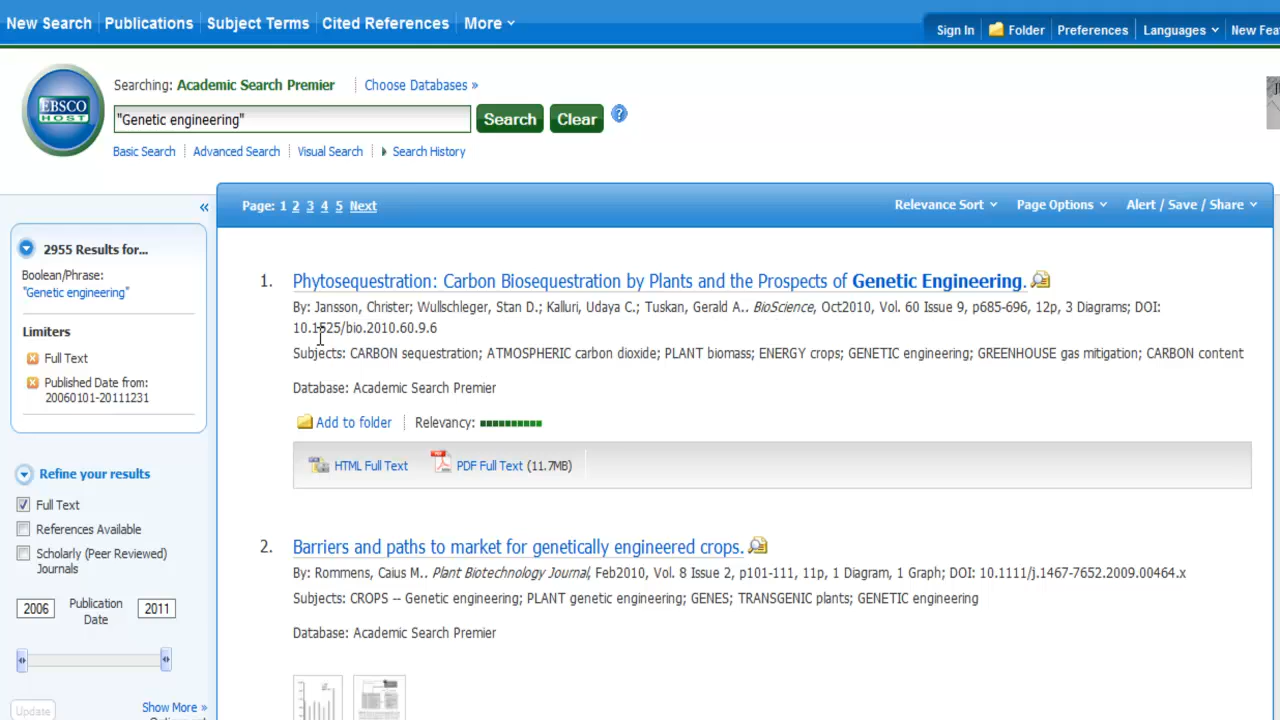 New Search Publications Subject Terms Cited References More
Sign In Folder Preferences Languages New Fea
Searching: Academic Search Premier Choose Databases »
EBSCO
HOST
"Genetic engineering" Search Clear ?
Basic Search Advanced Search Visual Search Search History
«
Page: 1 2 3 4 5 Next Relevance Sort Page Options Alert / Save / Share
2955 Results for...
Boolean/Phrase:
"Genetic engineering"
Limiters
Full Text
Published Date from:
20060101-20111231
Refine your results
Full Text
References Available
Scholarly (Peer Reviewed)
Journals
2006 Publication 2011
Date
Update
Show More »
1. Phytosequestration: Carbon Biosequestration by Plants and the Prospects of Genetic Engineering.
By: Jansson, Christer; Wullschleger, Stan D.; Kalluri, Udaya C.; Tuskan, Gerald A.. BioScience, Oct2010, Vol. 60 Issue 9, p685-696, 12p, 3 Diagrams; DOI:
10.1525/bio.2010.60.9.6
Subjects: CARBON sequestration; ATMOSPHERIC carbon dioxide; PLANT biomass; ENERGY crops; GENETIC engineering; GREENHOUSE gas mitigation; CARBON content
Database: Academic Search Premier
Add to folder Relevancy:
HTML Full Text PDF Full Text (11.7MB)
2. Barriers and paths to market for genetically engineered crops.
By: Rommens, Caius M.. Plant Biotechnology Journal, Feb2010, Vol. 8 Issue 2, p101-111, 11p, 1 Diagram, 1 Graph; DOI: 10.1111/j.1467-7652.2009.00464.x
Subjects: CROPS -- Genetic engineering; PLANT genetic engineering; GENES; TRANSGENIC plants; GENETIC engineering
Database: Academic Search Premier